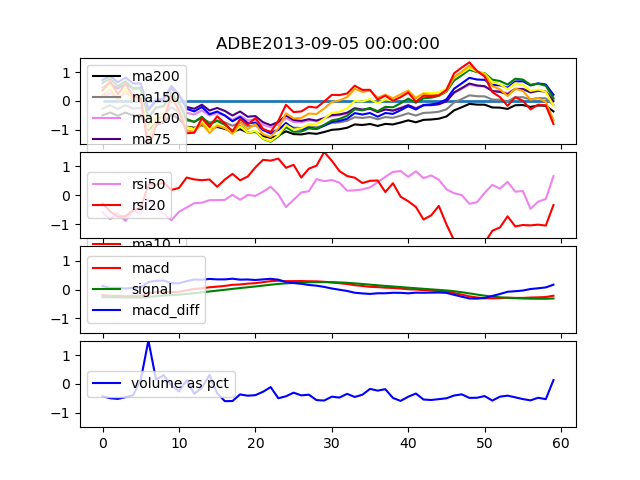 ADBE2013-09-05 00:00:00
1
0
−1
ma200
ma150
ma100
ma75
1
0
−1
rsi50
rsi20
ma10
1
0
−1
macd
signal
macd_diff
1
0
−1
volume as pct
0 10 20 30 40 50 60